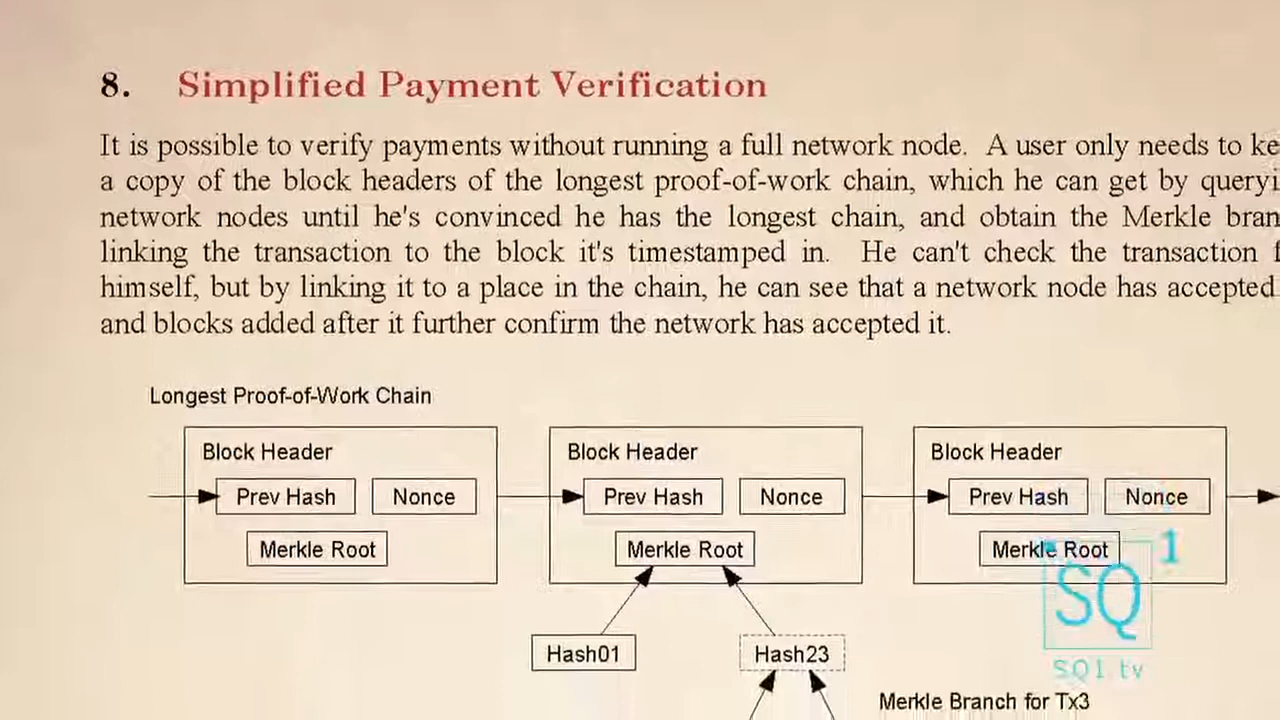 8. Simplified Payment Verification
It is possible to verify payments without running a full network node. A user only needs to ke
a copy of the block headers of the longest proof-of-work chain, which he can get by queryi
network nodes until he's convinced he has the longest chain, and obtain the Merkle bran
linking the transaction to the block it's timestamped in. He can't check the transaction f
himself, but by linking it to a place in the chain, he can see that a network node has accepted
and blocks added after it further confirm the network has accepted it.
Longest Proof-of-Work Chain
Block Header Block Header Block Header
Prev Hash Nonce Prev Hash Nonce Prev Hash Nonce
Merkle Root Merkle Root Merkle Root
1
SQ
Hash01 Hash23
SQ1.tv
Merkle Branch for Tx3